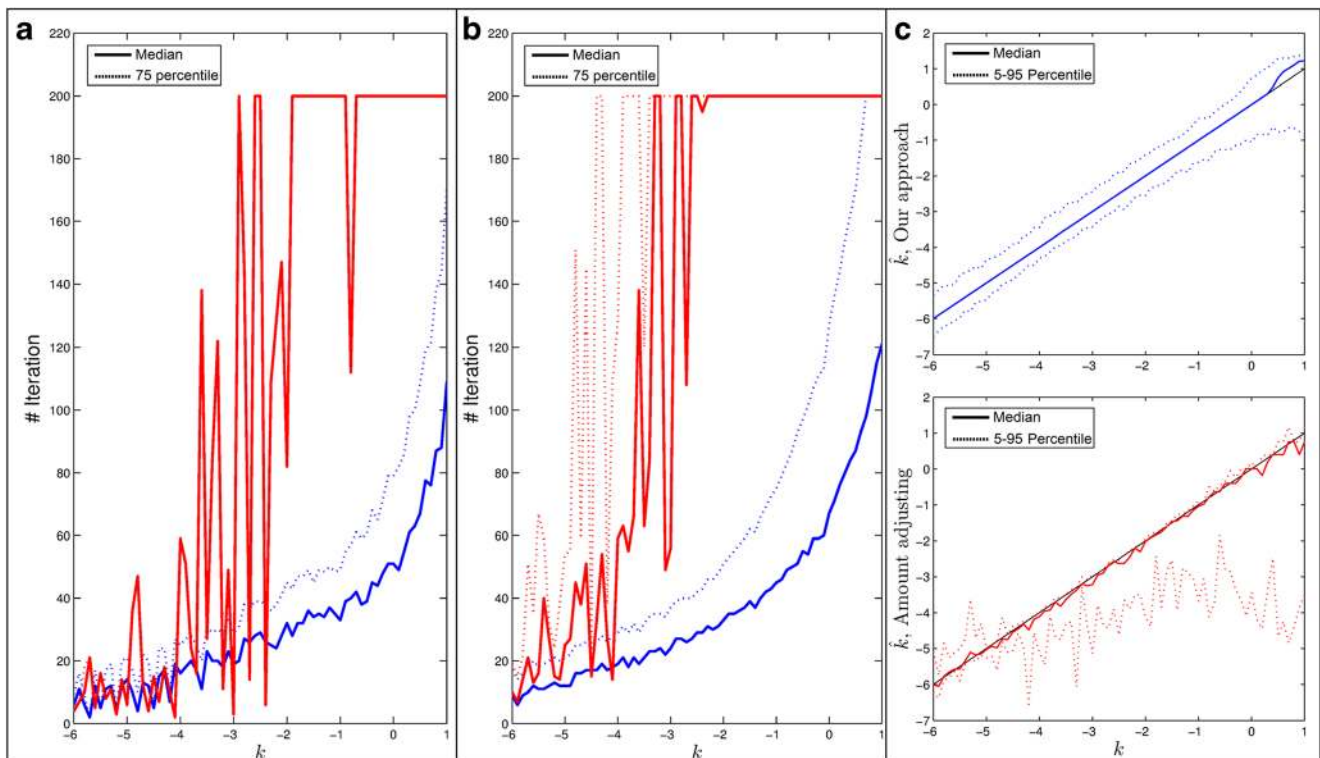 a
220
200
180
160
140
120
100
80
60
40
20
0
# Iteration
Median
75 percentile
-6 -5 -4 -3 -2 -1 0 1
k
b
220
200
180
160
140
120
100
80
60
40
20
0
# Iteration
Median
75 percentile
-6 -5 -4 -3 -2 -1 0 1
k
c
2
1
0
-1
-2
-3
-4
-5
-6
-7
k̂, Our approach
Median
5-95 Percentile
-6 -5 -4 -3 -2 -1 0 1
2
1
0
-1
-2
-3
-4
-5
-6
-7
k̂, Amount adjusting
Median
5-95 Percentile
-6 -5 -4 -3 -2 -1 0 1
k